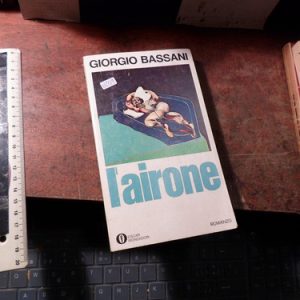 GIORGIO BASSANI
l'airone
OSCAR
MONDADORI
ROMANZO